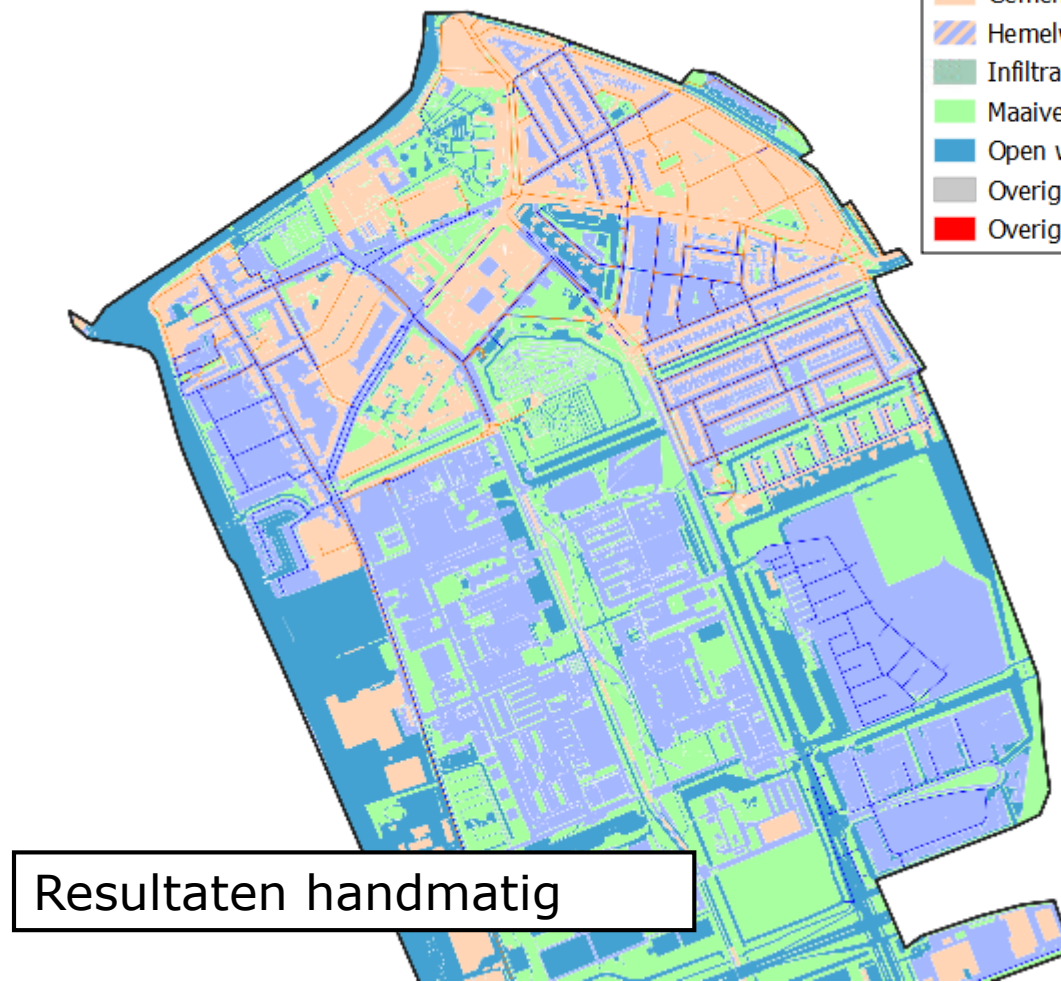 Hemelw
Infiltra
Maaive
Open w
Overig
Overig
Resultaten handmatig